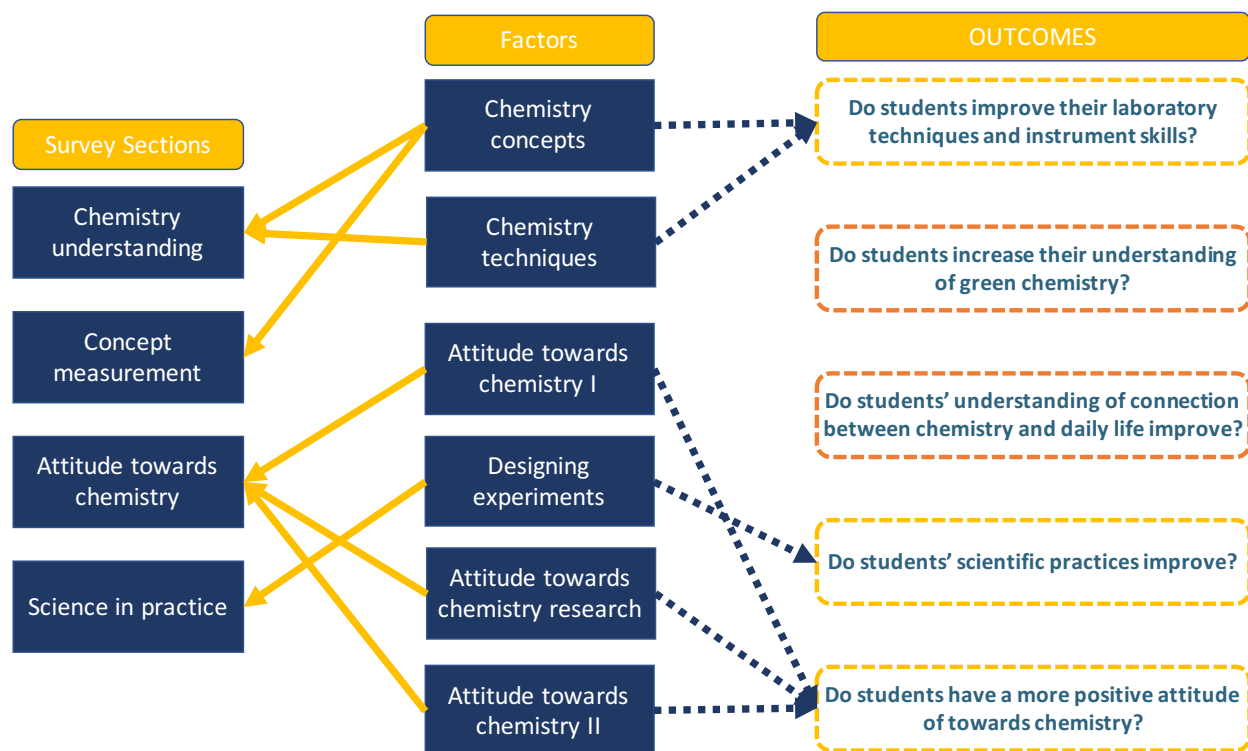 Survey Sections
Chemistry
understanding
Concept
measurement
Attitude towards
chemistry
Science in practice
Factors
Chemistry
concepts
Chemistry
techniques
Attitude towards
chemistry I
Designing
experiments
Attitude towards
chemistry research
Attitude towards
chemistry II
OUTCOMES
Do students improve their laboratory
techniques and instrument skills?
Do students increase their understanding
of green chemistry?
Do students’ understanding of connection
between chemistry and daily life improve?
Do students’ scientific practices improve?
Do students have a more positive attitude
of towards chemistry?